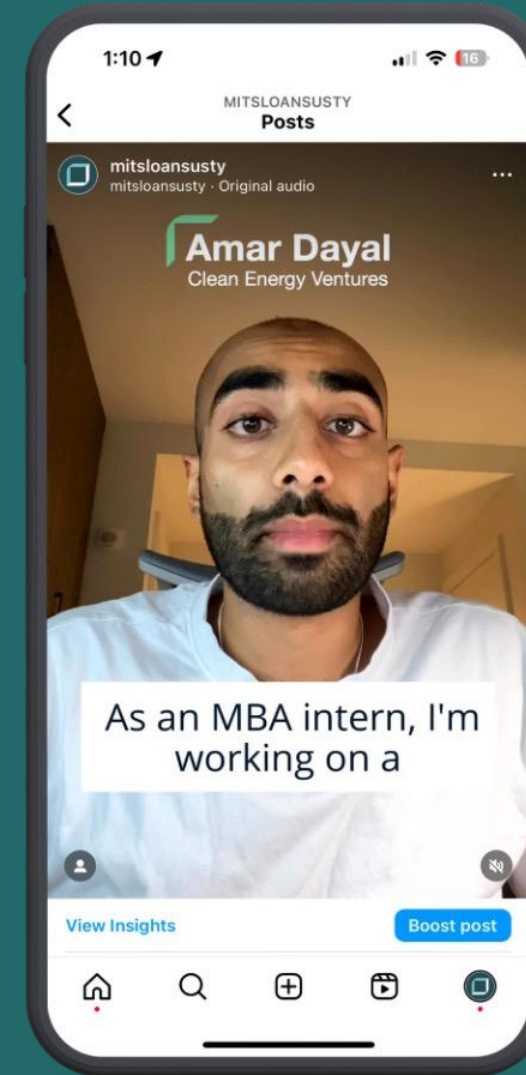 1:10
16
MITSLOANSUSTY
Posts
mitsloansusty
mitsloansusty · Original audio
Amar Dayal
Clean Energy Ventures
As an MBA intern, I'm
working on a
View Insights
Boost post